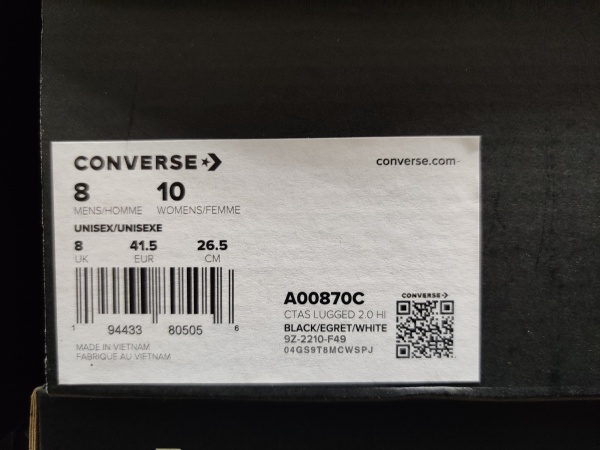 CONVERSE
converse.com
8 10
MENS/HOMME WOMENS/FEMME
UNISEX/UNISEXE
8 41.5 26.5
UK EUR CM
1 94433 80505 6
MADE IN VIETNAM
FABRIQUÉ AU VIETNAM
A00870C
CTAS LUGGED 2.0 HI
BLACK/EGRET/WHITE
9Z-2210-F49
04GS9T8MCWSPJ
CONVERSE